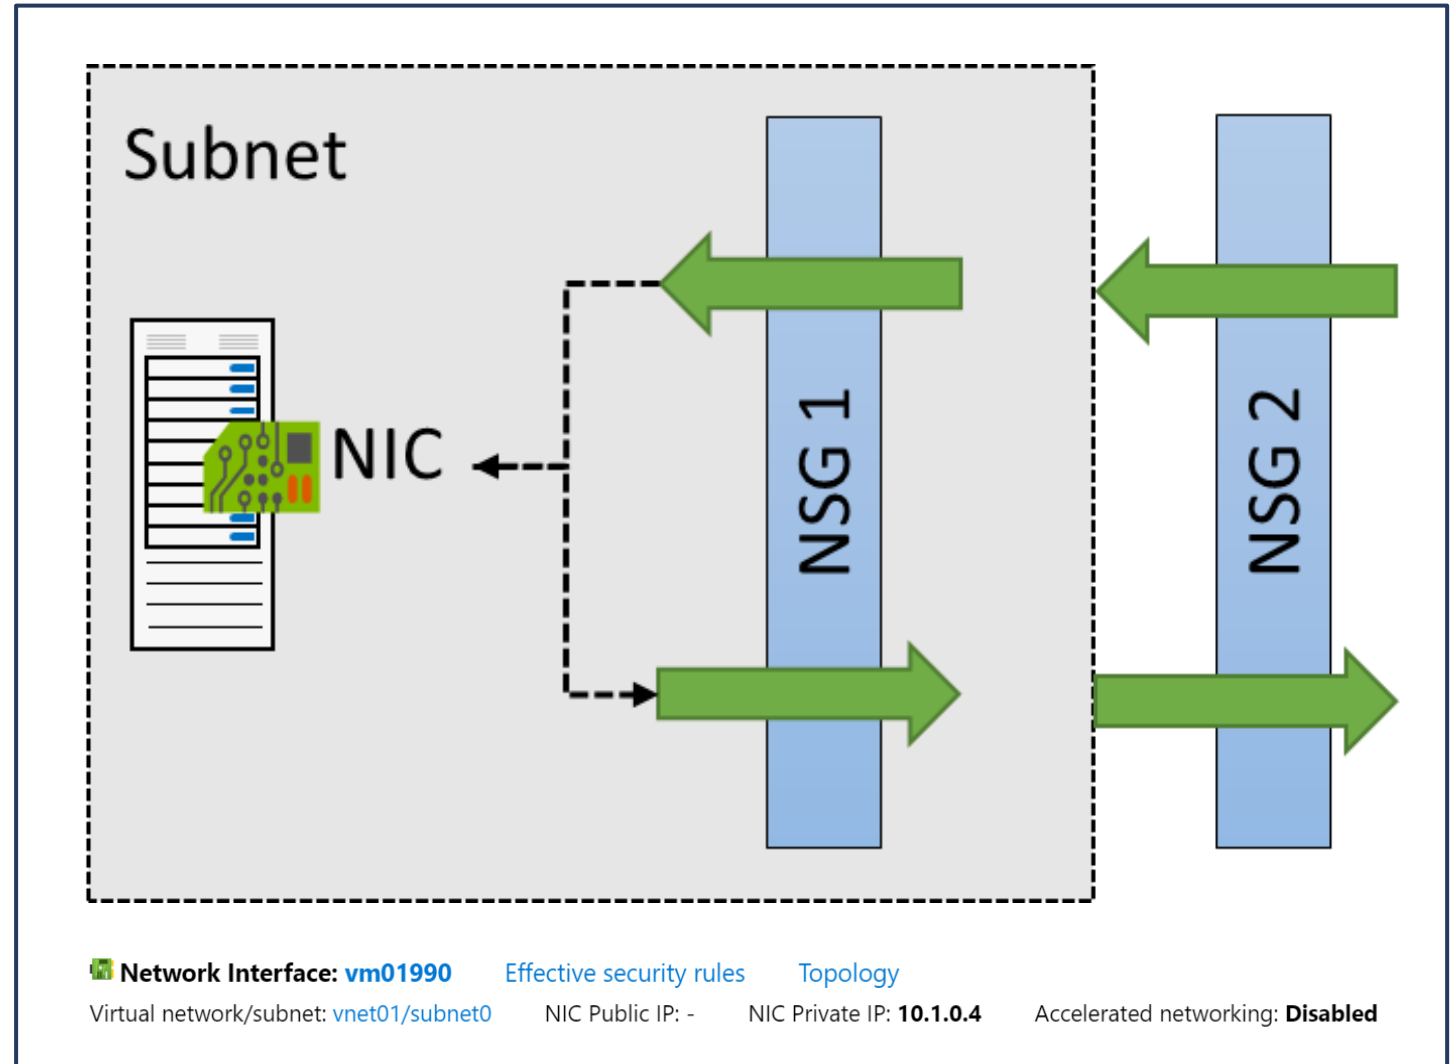 Subnet
NIC
NSG 1
NSG 2
Network Interface: vm01990 Effective security rules Topology
Virtual network/subnet: vnet01/subnet0 NIC Public IP: - NIC Private IP: 10.1.0.4 Accelerated networking: Disabled